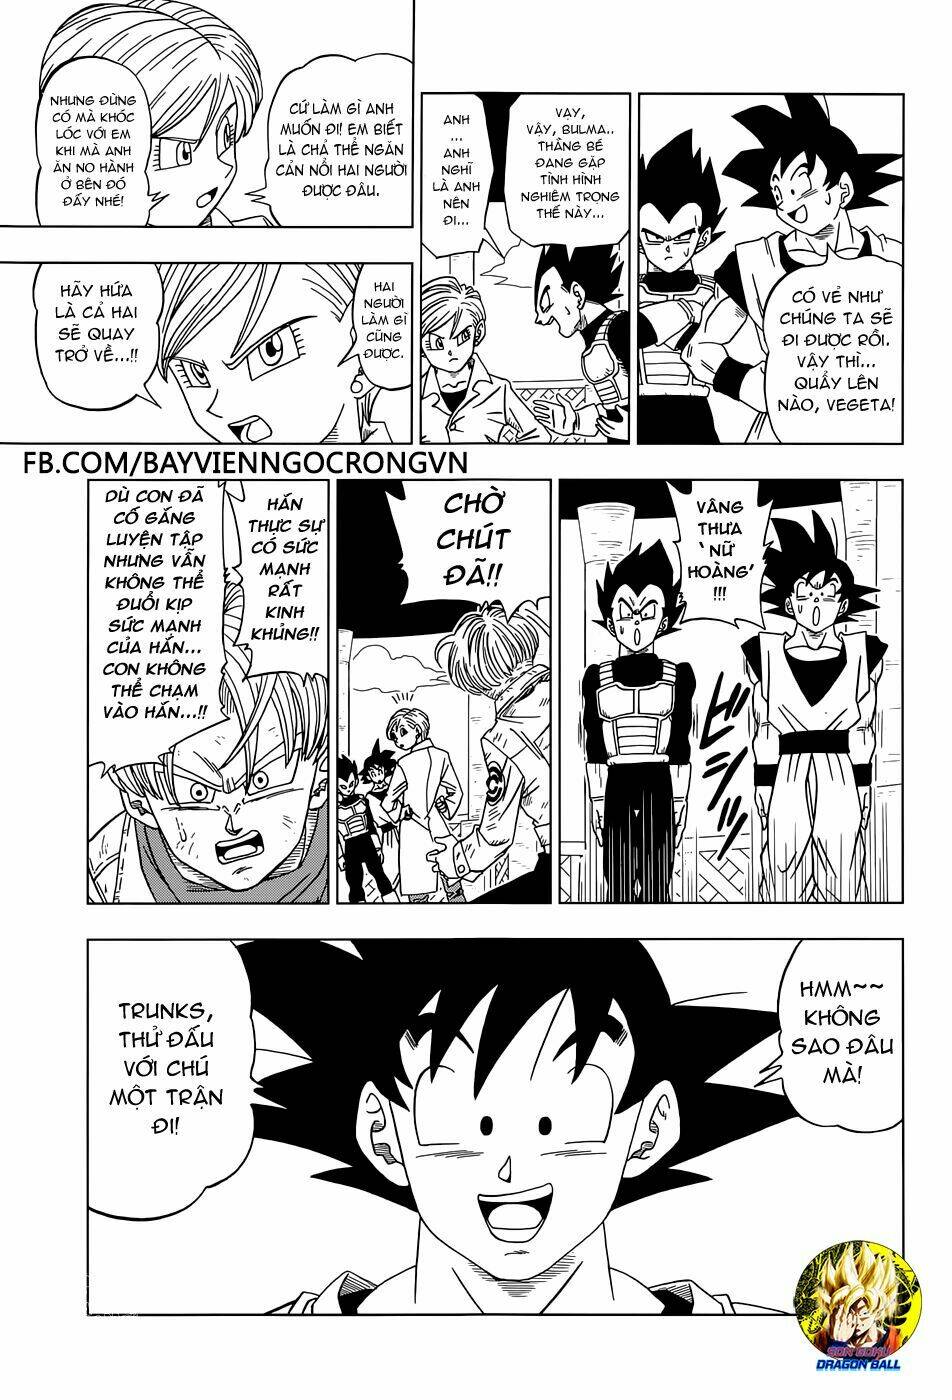 CÓ VẺ NHƯ
CHÚNG TA SẼ
ĐI ĐƯỢC RỒI.
VẬY THÌ...
QUẨY LÊN
NÀO, VEGETA!
VẠY,
VẬY, BULMA..
THẰNG BÉ
ĐANG GẶP
TÌNH HÌNH
NGHIÊM TRỌNG
THẾ NÀY...
ANH
...
ANH
NGHĨ
LÀ ANH
NÊN
ĐI...
CỨ LÀM GÌ ANH
MUỐN ĐI! EM BIẾT
LÀ CHẢ THỂ NGĂN
CẢN NỔI HAI NGƯỜI
ĐƯỢC ĐÂU.
NHƯNG ĐỪNG
CÓ MÀ KHÓC
LÓC VỚI EM
KHI MÀ ANH
ĂN NO HÀNH
Ở BÊN ĐÓ
ĐẤY NHÉ!
HAI
NGƯỜI
LÀM GÌ
CŨNG
ĐƯỢC.
HÃY HỨA
LÀ CẢ HAI
SẼ QUAY
TRỞ VỀ...!!
FB.COM/BAYVIENNGOCRONGVN
VÂNG
THƯA
‘NỮ
HOÀNG’
!!!
ビッ
CHỜ
CHÚT
ĐÃ!!
HẮN
THỰC SỰ
CÓ SỨC
MẠNH
RẤT
KINH
KHỦNG!!
DÙ CON ĐÃ
CỐ GẮNG
LUYỆN TẬP
NHƯNG VẪN
KHÔNG THỂ
ĐUỔI KỊP
SỨC MẠNH
CỦA HẮN...
CON KHÔNG
THỂ CHẠM
VÀO HẮN...!!
HMM~~
KHÔNG
SAO ĐÂU
MÀ!
TRUNKS,
THỬ ĐẤU
VỚI CHÚ
MỘT TRẬN
ĐI!
SON GOKU
DRAGON BALL